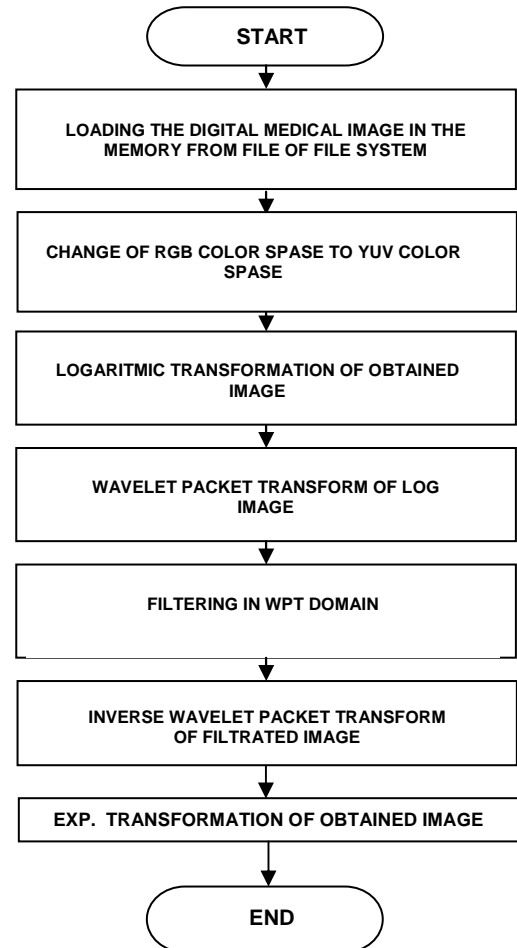 START
LOADING THE DIGITAL MEDICAL IMAGE IN THE
MEMORY FROM FILE OF FILE SYSTEM
CHANGE OF RGB COLOR SPASE TO YUV COLOR
SPASE
LOGARITMIC TRANSFORMATION OF OBTAINED
IMAGE
WAVELET PACKET TRANSFORM OF LOG
IMAGE
FILTERING IN WPT DOMAIN
INVERSE WAVELET PACKET TRANSFORM
OF FILTRATED IMAGE
EXP. TRANSFORMATION OF OBTAINED IMAGE
END